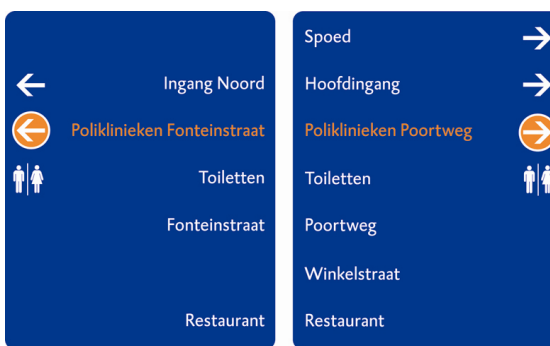 Ingang Noord
Poliklinieken Fonteinstraat
Toiletten
Fonteinstraat
Restaurant
Spoed
Hoofdingang
Poliklinieken Poortweg
Toiletten
Poortweg
Winkelstraat
Restaurant